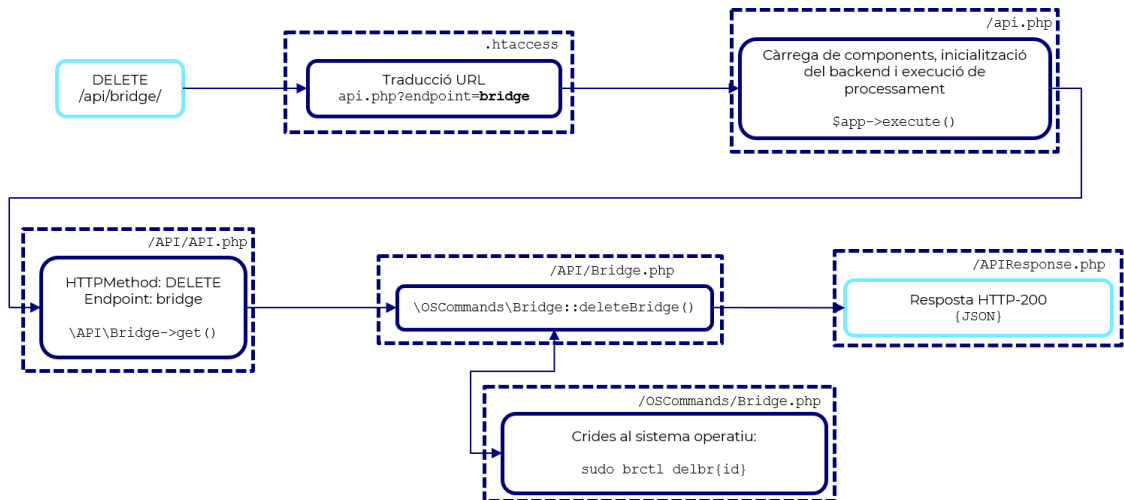 /api.php
.htaccess
DELETE
/api/bridge/
Traducció URL
api.php?endpoint=bridge
Càrrega de components, inicialització
del backend i execució de
processament
$app->execute()
/API/API.php
HTTPMethod: DELETE
Endpoint: bridge
\API\Bridge->get()
/API/Bridge.php
\OSCommands\Bridge::deleteBridge()
/APIResponse.php
Resposta HTTP-200
{JSON}
/OSCommands/Bridge.php
Crides al sistema operatiu:
sudo brctl delbr{id}